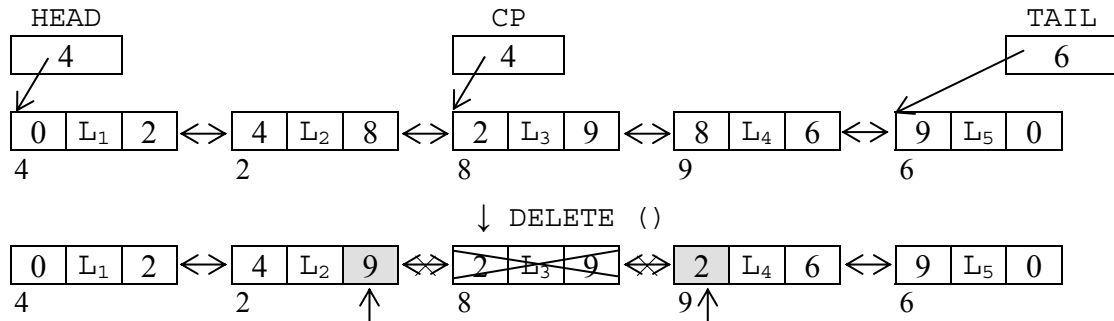 HEAD CP TAIL
4 4 6
0 L₁ 2 4 L₂ 8 2 L₃ 9 8 L₄ 6 9 L₅ 0
4 2 8 9 6
↓ DELETE ()
0 L₁ 2 4 L₂ 9 2 L₃ 9 2 L₄ 6 9 L₅ 0
4 2 8 9 6